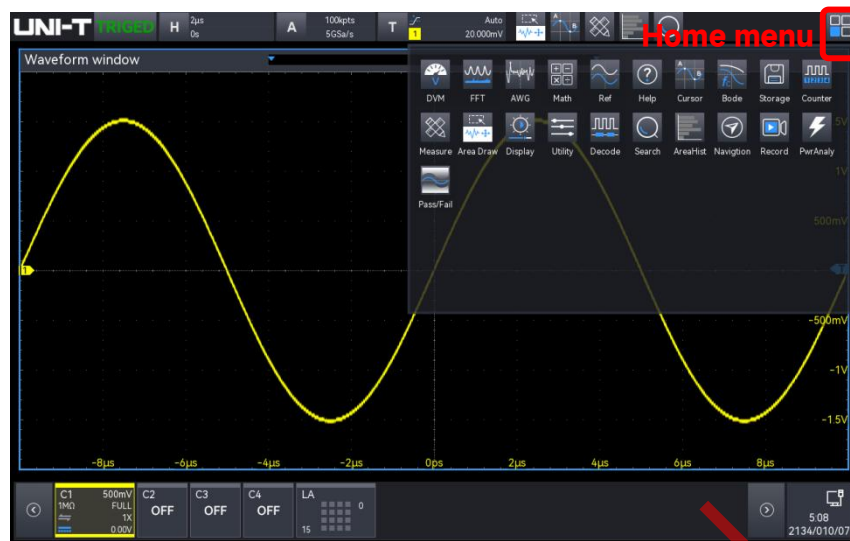 UNI-T TRIGED H 2µs 0s A 100kpts 5GSa/s T 1 Auto 20.000mV
Home menu
Waveform window
DVM FFT AWG Math Ref Help Cursor Bode Storage Counter
Measure Area Draw Display Utility Decode Search AreaHist Navigtion Record PwrAnaly
Pass/Fail
1V
500mV
1
-500mV
-1V
-1.5V
-8µs -6µs -4µs -2µs 0ps 2µs 4µs 6µs 8µs
C1 500mV C2 C3 C4 LA
1MΩ FULL OFF OFF OFF 0
1X
0.00V 15
5:08
2134/010/07